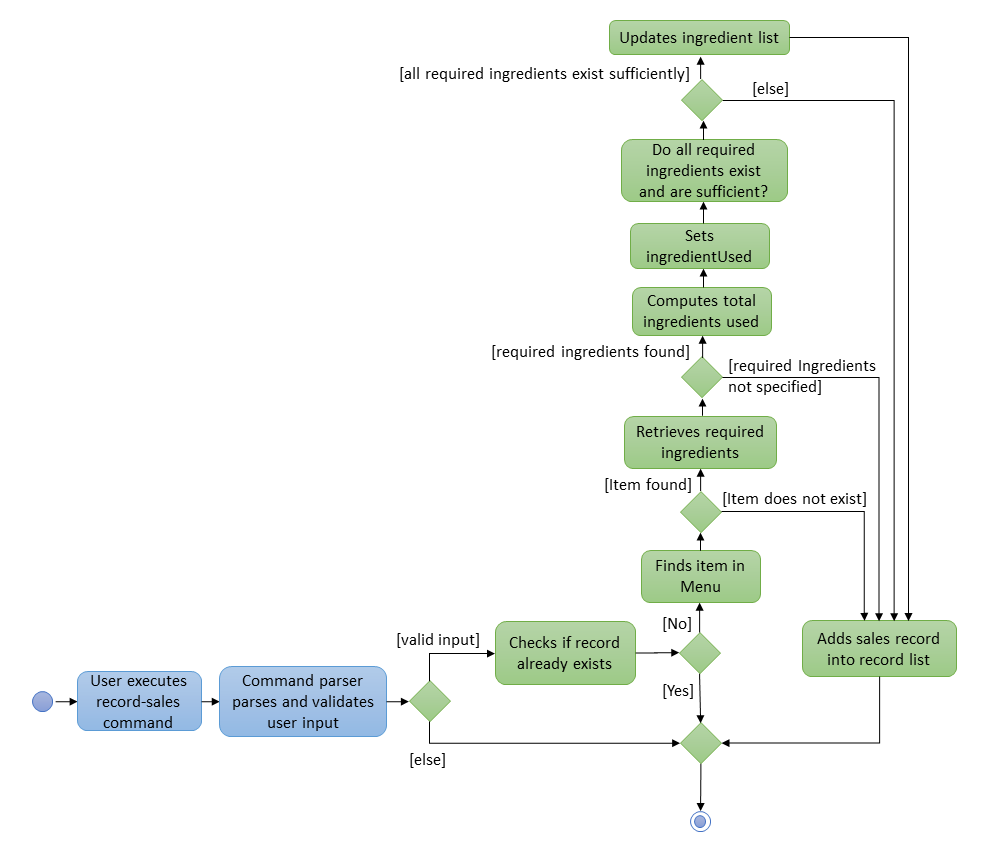 Updates ingredient list
[all required ingredients exist sufficiently]
[else]
Do all required
ingredients exist
and are sufficient?
Sets
ingredientUsed
Computes total
ingredients used
[required ingredients found]
[required Ingredients
not specified]
Retrieves required
ingredients
[Item found]
[Item does not exist]
Finds item in
Menu
[No]
[valid input]
Checks if record
already exists
Adds sales record
into record list
User executes
record-sales
command
Command parser
parses and validates
user input
[Yes]
[else]